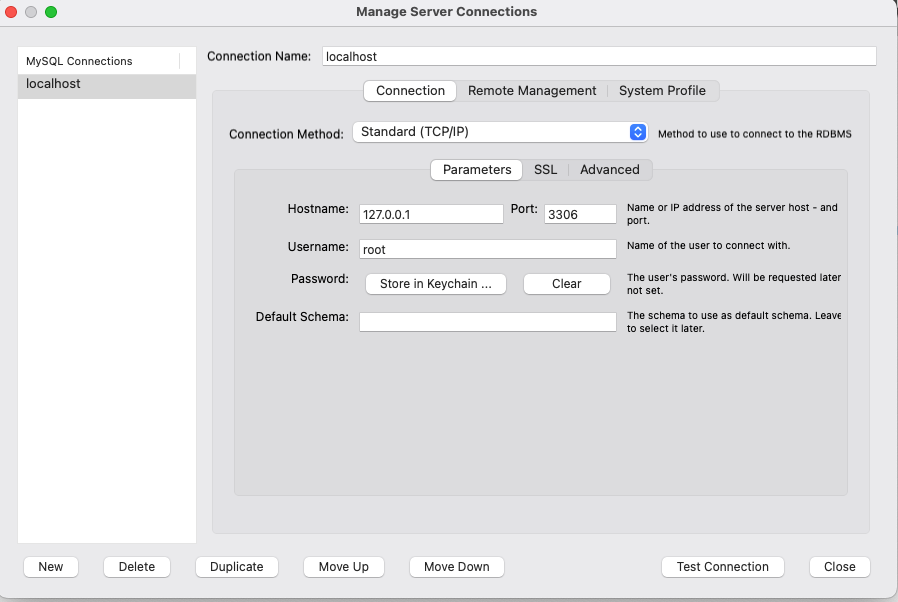 Manage Server Connections
MySQL Connections
localhost
Connection Name: localhost
Connection Remote Management System Profile
Connection Method: Standard (TCP/IP) Method to use to connect to the RDBMS
Parameters SSL Advanced
Hostname: 127.0.0.1 Port: 3306 Name or IP address of the server host - and
port.
Username: root Name of the user to connect with.
Password: Store in Keychain ... Clear The user's password. Will be requested later
not set.
Default Schema: The schema to use as default schema. Leave
to select it later.
New Delete Duplicate Move Up Move Down Test Connection Close